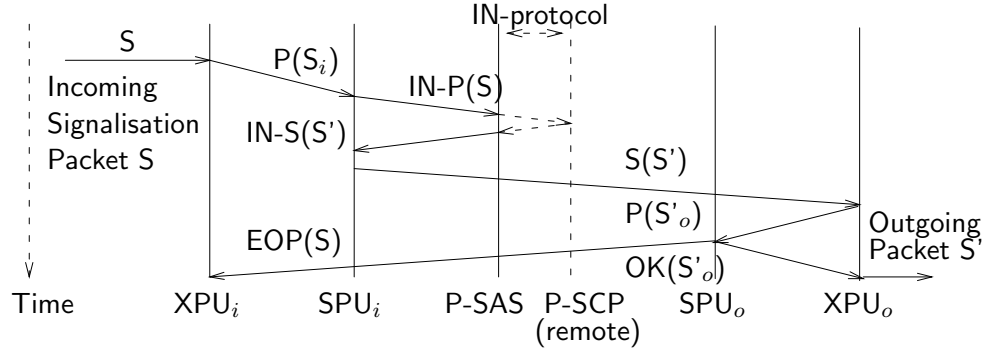 IN-protocol
S
P(S_i)
IN-P(S)
Incoming
Signalisation
Packet S
IN-S(S')
S(S')
P(S'_o)
Outgoing
Packet S'
EOP(S)
OK(S'_o)
Time
XPU_i
SPU_i
P-SAS
P-SCP
(remote)
SPU_o
XPU_o